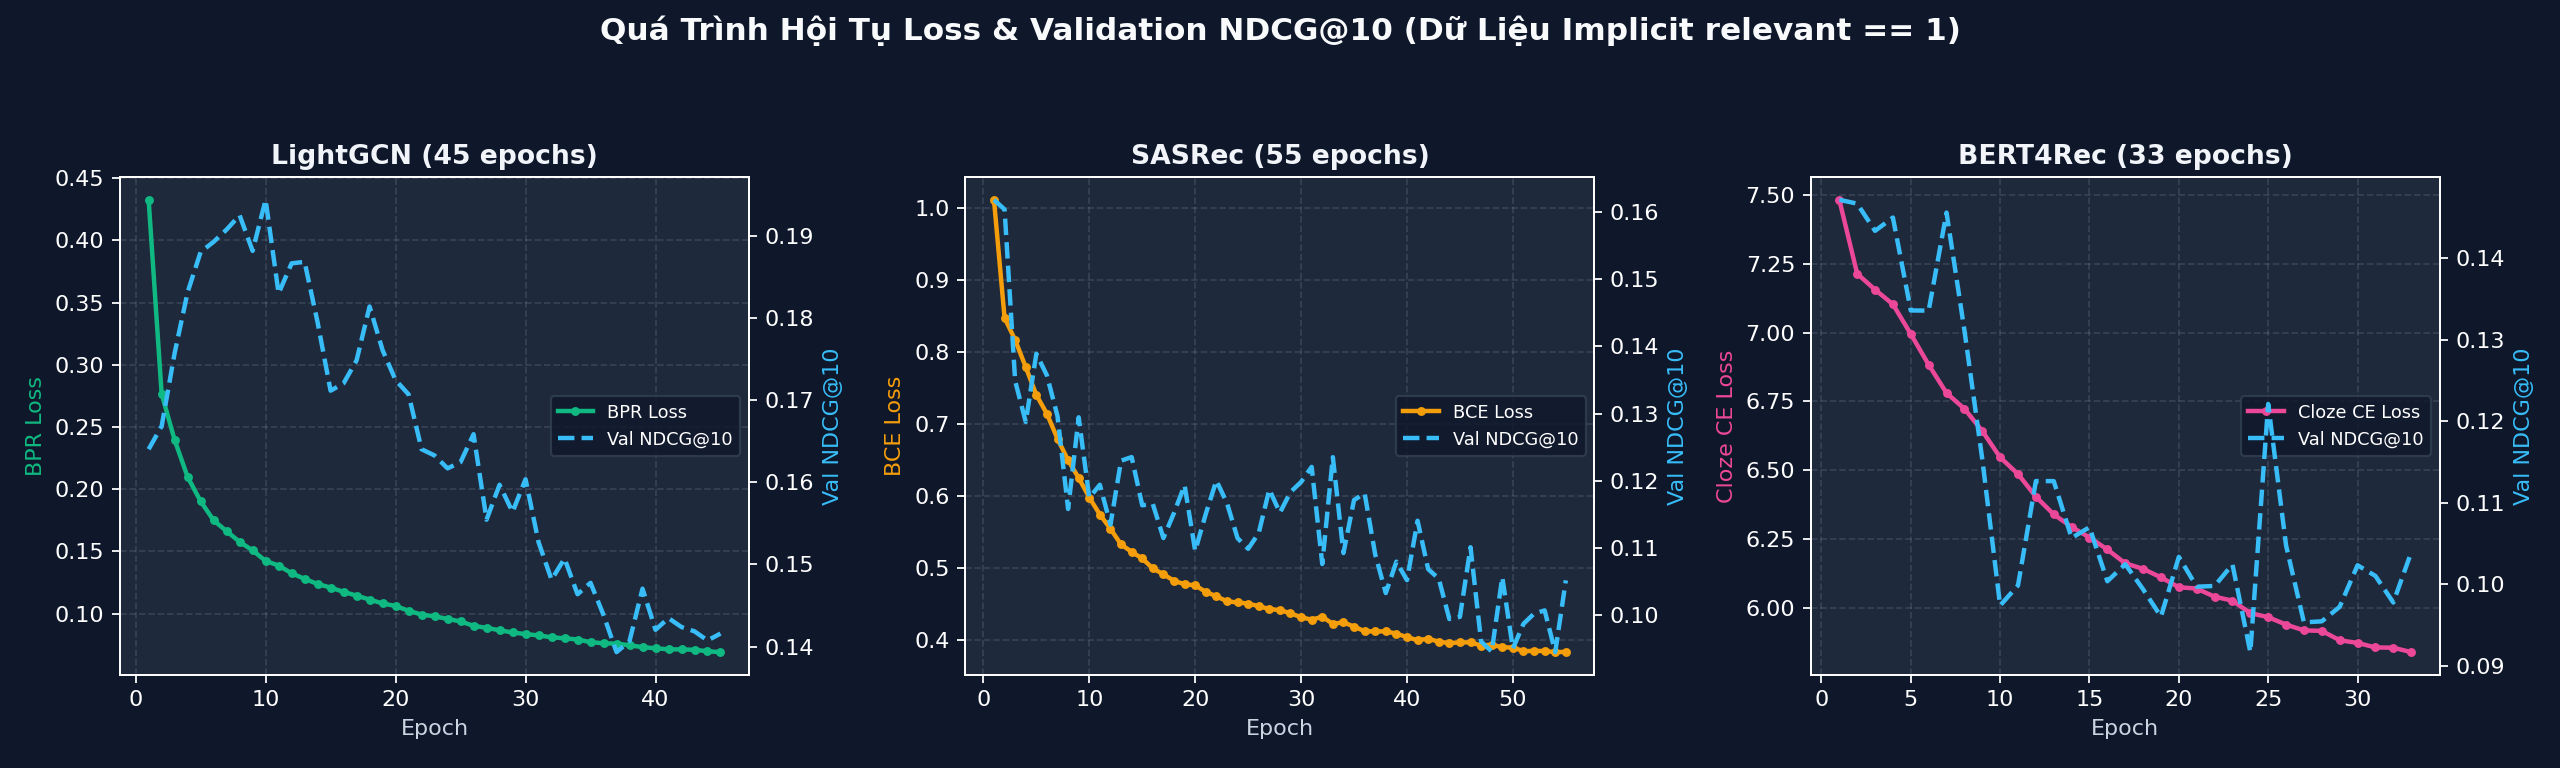 Quá Trình Hội Tụ Loss & Validation NDCG@10 (Dữ Liệu Implicit relevant == 1)
LightGCN (45 epochs)
0.45
0.40
0.35
0.30
0.25
0.20
0.15
0.10
BPR Loss
0.19
0.18
0.17
0.16
0.15
0.14
Val NDCG@10
BPR Loss
Val NDCG@10
0 10 20 30 40
Epoch
SASRec (55 epochs)
1.0
0.9
0.8
0.7
0.6
0.5
0.4
BCE Loss
0.16
0.15
0.14
0.13
0.12
0.11
0.10
Val NDCG@10
BCE Loss
Val NDCG@10
0 10 20 30 40 50
Epoch
BERT4Rec (33 epochs)
7.50
7.25
7.00
6.75
6.50
6.25
6.00
Cloze CE Loss
0.14
0.13
0.12
0.11
0.10
0.09
Val NDCG@10
Cloze CE Loss
Val NDCG@10
0 5 10 15 20 25 30
Epoch